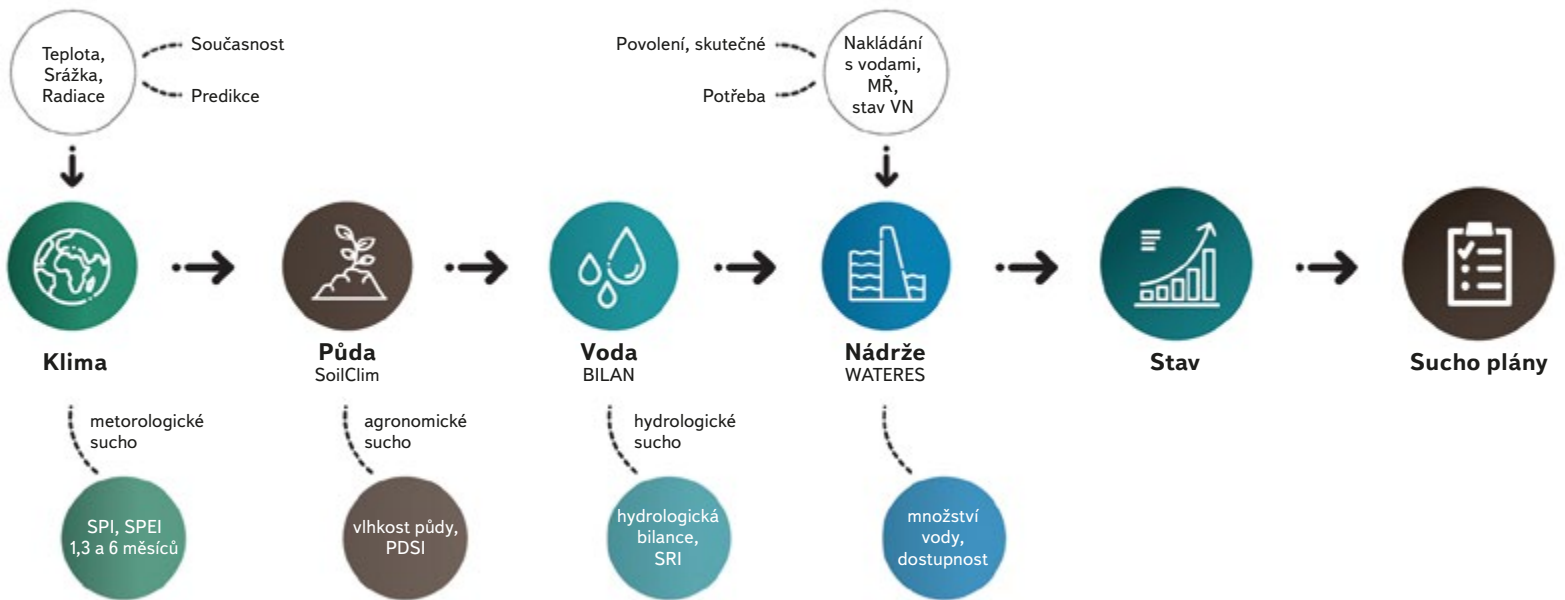 Teplota,
Srážka,
Radiace
Současnost
Predikce
Povolení, skutečné
Potřeba
Nakládání
s vodami,
MŘ,
stav VN
Klima
Půda
SoilClim
Voda
BILAN
Nádrže
WATERES
Stav
Sucho plány
metorologické
sucho
agronomické
sucho
hydrologické
sucho
SPI, SPEI
1,3 a 6 měsíců
vlhkost půdy,
PDSI
hydrologická
bilance,
SRI
množství
vody,
dostupnost